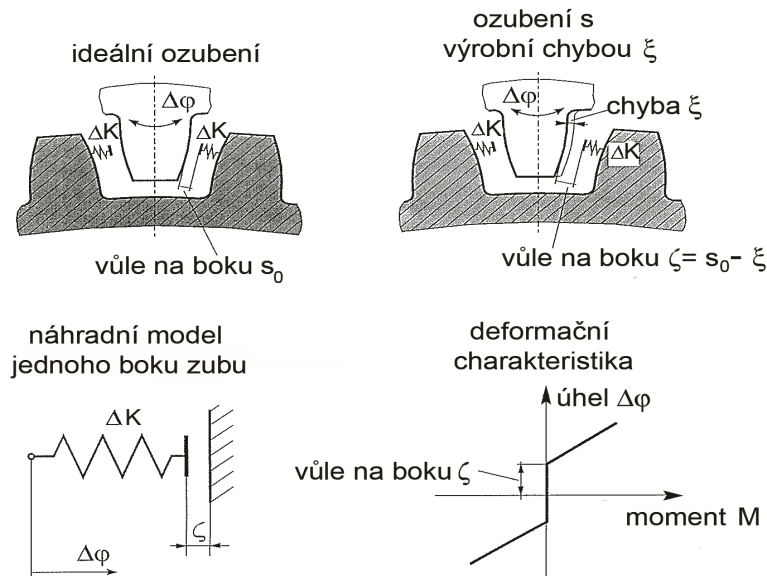 ideální ozubení
Δφ
ΔK
ΔK
vůle na boku s₀
ozubení s
výrobní chybou ξ
Δφ
chyba ξ
ΔK
ΔK
vůle na boku ζ= s₀- ξ
náhradní model
jednoho boku zubu
ΔK
ζ
Δφ
deformační
charakteristika
úhel Δφ
vůle na boku ζ
moment M